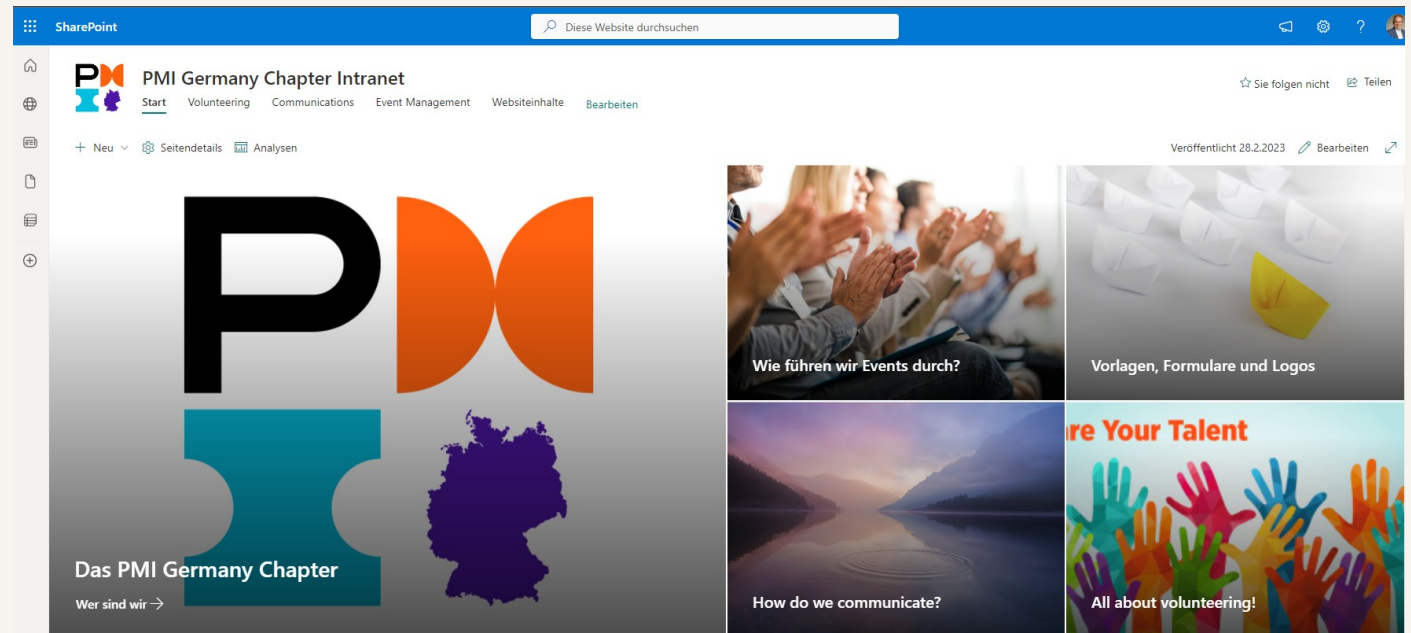 SharePoint
Diese Website durchsuchen
?
PMI Germany Chapter Intranet
Sie folgen nicht
Teilen
Start Volunteering Communications Event Management Websiteinhalte Bearbeiten
+ Neu Seitendetails Analysen
Veröffentlicht 28.2.2023 Bearbeiten
PM
Wie führen wir Events durch?
Vorlagen, Formulare und Logos
re Your Talent
Das PMI Germany Chapter
Wer sind wir →
How do we communicate?
All about volunteering!